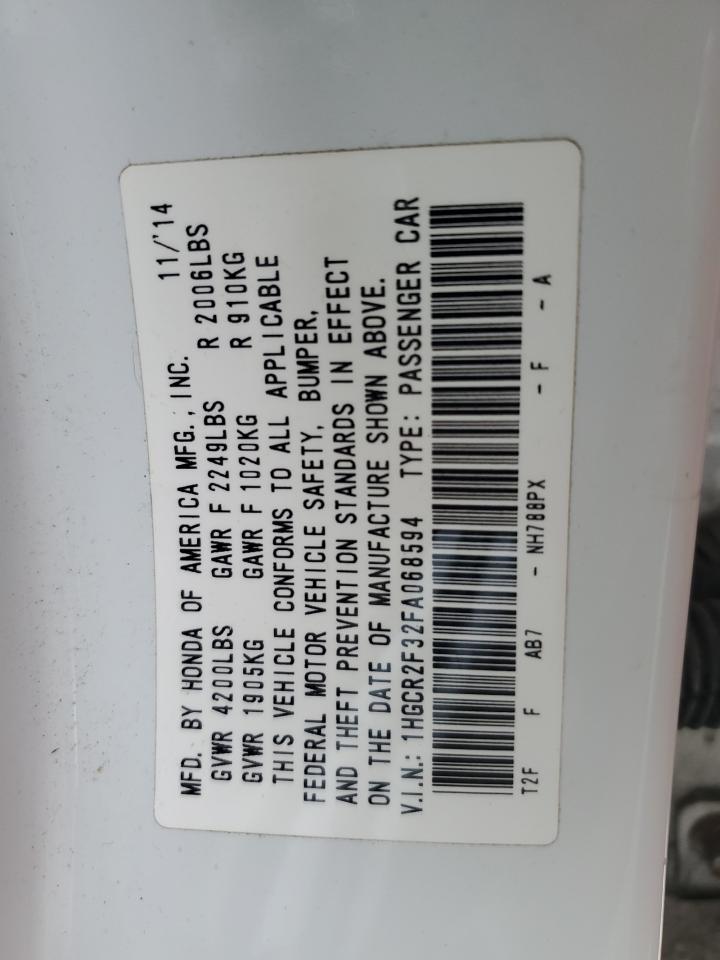 MFD. BY HONDA OF AMERICA MFG., INC. 11/'14
GVWR 4200LBS GAWR F 2249LBS R 2006LBS
GVWR 1905KG GAWR F 1020KG R 910KG
THIS VEHICLE CONFORMS TO ALL APPLICABLE
FEDERAL MOTOR VEHICLE SAFETY, BUMPER,
AND THEFT PREVENTION STANDARDS IN EFFECT
ON THE DATE OF MANUFACTURE SHOWN ABOVE.
V.I.N.: 1HGCR2F32FA068594 TYPE: PASSENGER CAR
T2F F AB7 - NH788PX - F - A